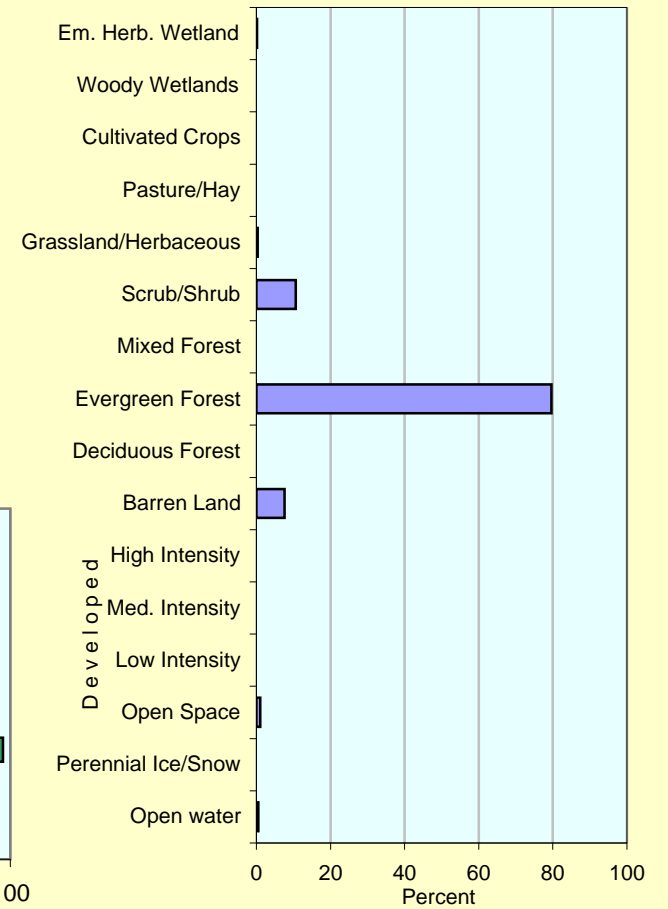 Em. Herb. Wetland
Woody Wetlands
Cultivated Crops
Pasture/Hay
Grassland/Herbaceous
Scrub/Shrub
Mixed Forest
Evergreen Forest
Deciduous Forest
Barren Land
Developed
High Intensity
Med. Intensity
Low Intensity
Open Space
Perennial Ice/Snow
Open water
0 20 40 60 80 100
Percent
00